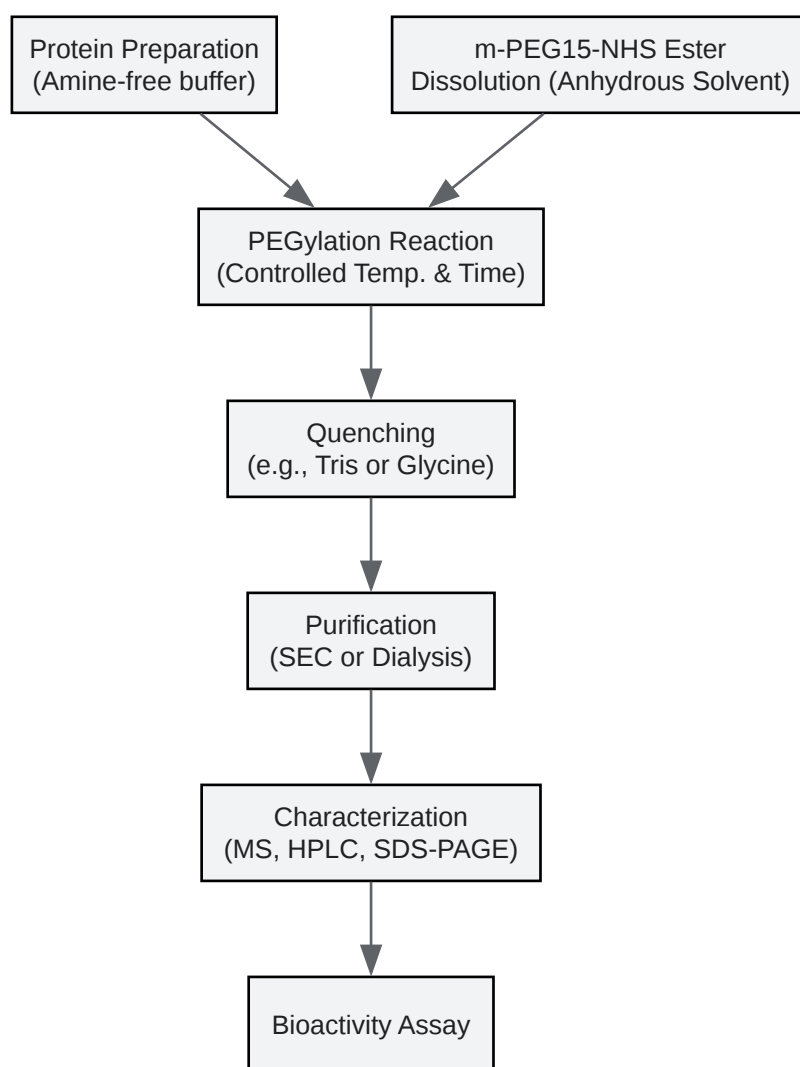 Protein Preparation
(Amine-free buffer)
m-PEG15-NHS Ester
Dissolution (Anhydrous Solvent)
PEGylation Reaction
(Controlled Temp. & Time)
Quenching
(e.g., Tris or Glycine)
Purification
(SEC or Dialysis)
Characterization
(MS, HPLC, SDS-PAGE)
Bioactivity Assay